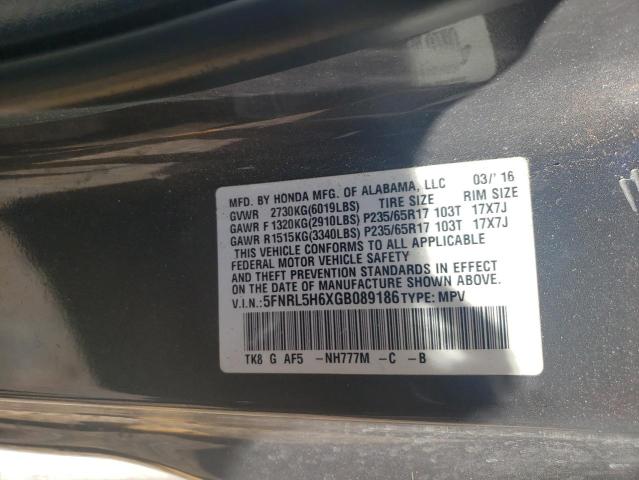 MFD. BY HONDA MFG. OF ALABAMA, LLC 03/'16
GVWR 2730KG(6019LBS) TIRE SIZE RIM SIZE
GAWR F 1320KG(2910LBS) P235/65R17 103T 17X7J
GAWR R 1515KG(3340LBS) P235/65R17 103T 17X7J
THIS VEHICLE CONFORMS TO ALL APPLICABLE
FEDERAL MOTOR VEHICLE SAFETY
AND THEFT PREVENTION STANDARDS IN EFFECT
ON THE DATE OF MANUFACTURE SHOWN ABOVE.
V.I.N.: 5FNRL5H6XGB089186 TYPE: MPV
TK8 G AF5 -NH777M -C -B